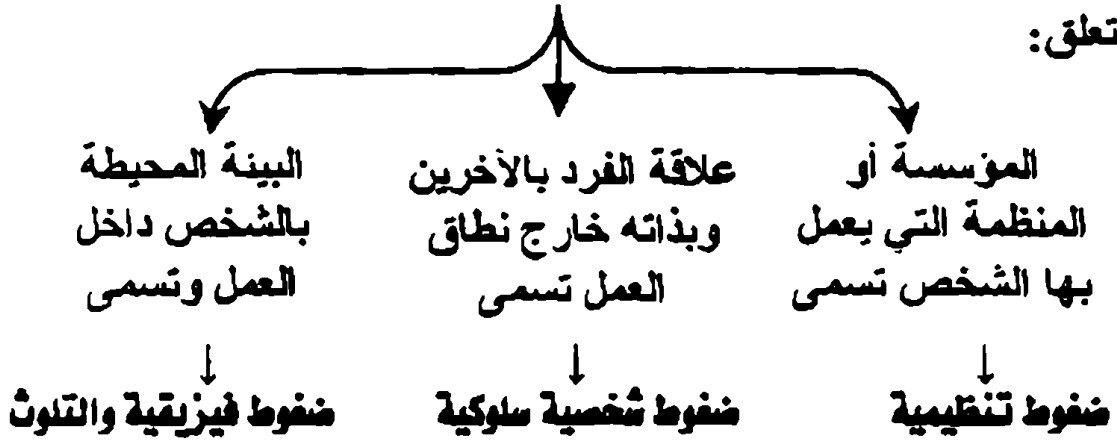 تعلق:
المؤسسة أو
المنظمة التي يعمل
بها الشخص تسمى
↓
ضغوط تنظيمية
علاقة الفرد بالآخرين
وبذاته خارج نطاق
العمل تسمى
↓
ضغوط شخصية سلوكية
البيئة المحيطة
بالشخص داخل
العمل وتسمى
↓
ضغوط فيزيقية والتلوث